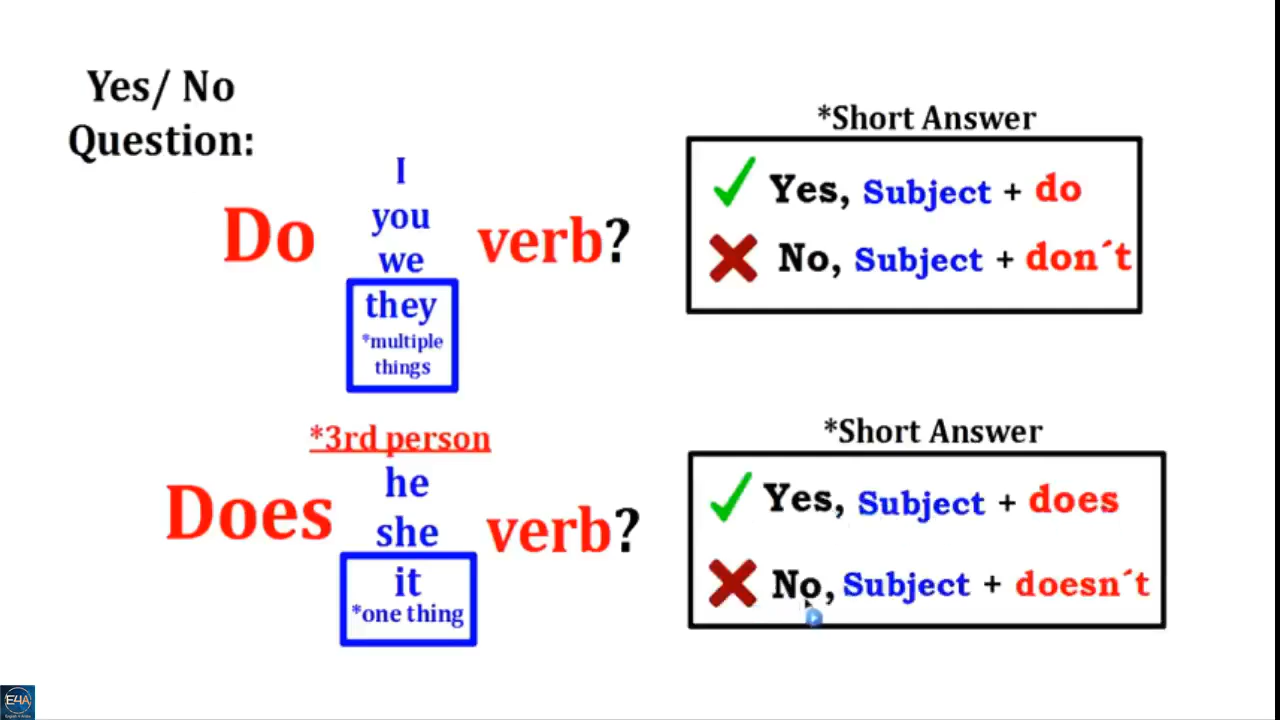 Yes/ No
Question:
I
you
we
they
*multiple
things
Do
verb?
*Short Answer
Yes, Subject + do
No, Subject + don´t
*3rd person
he
she
it
*one thing
Does
verb?
*Short Answer
Yes, Subject + does
No, Subject + doesn´t
E4A